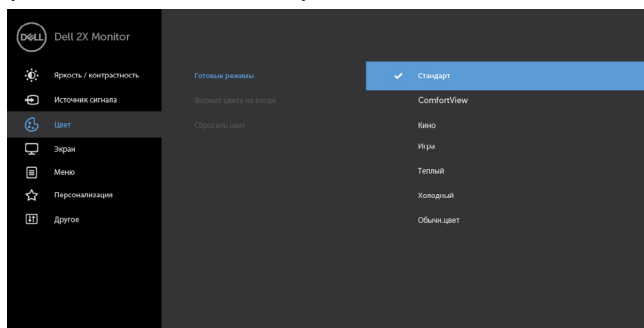 DELL Dell 2X Monitor
Яркость / контрастность
Готовые режимы
Стандарт
Источник сигнала
Формат цвета на входе
ComfortView
Цвет
Сбросить цвет
Кино
Экран
Игра
Меню
Теплый
Персонализация
Холодный
Другое
Обычн.цвет